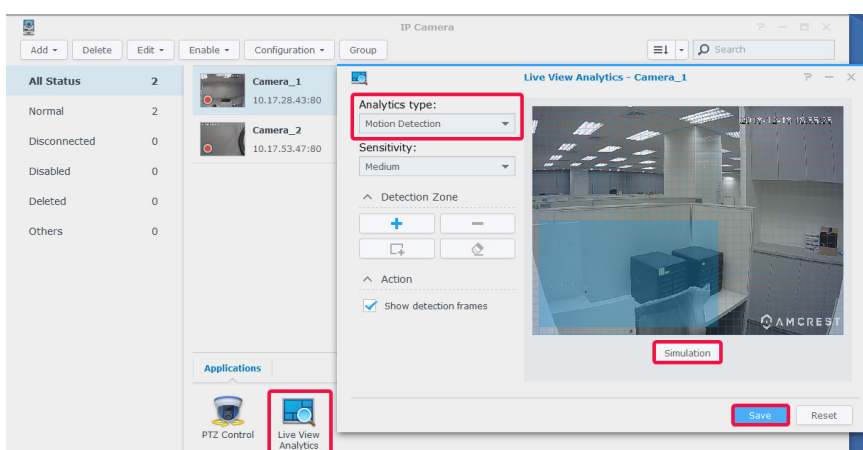 IP Camera
Add Delete Edit Enable Configuration Group Search
All Status 2
Normal 2
Disconnected 0
Disabled 0
Deleted 0
Others 0
Camera_1
10.17.28.43:80
Camera_2
10.17.53.47:80
Applications
PTZ Control
Live View
Analytics
Live View Analytics - Camera_1
Analytics type:
Motion Detection
Sensitivity:
Medium
Detection Zone
Action
Show detection frames
AMCREST
Simulation
Save Reset